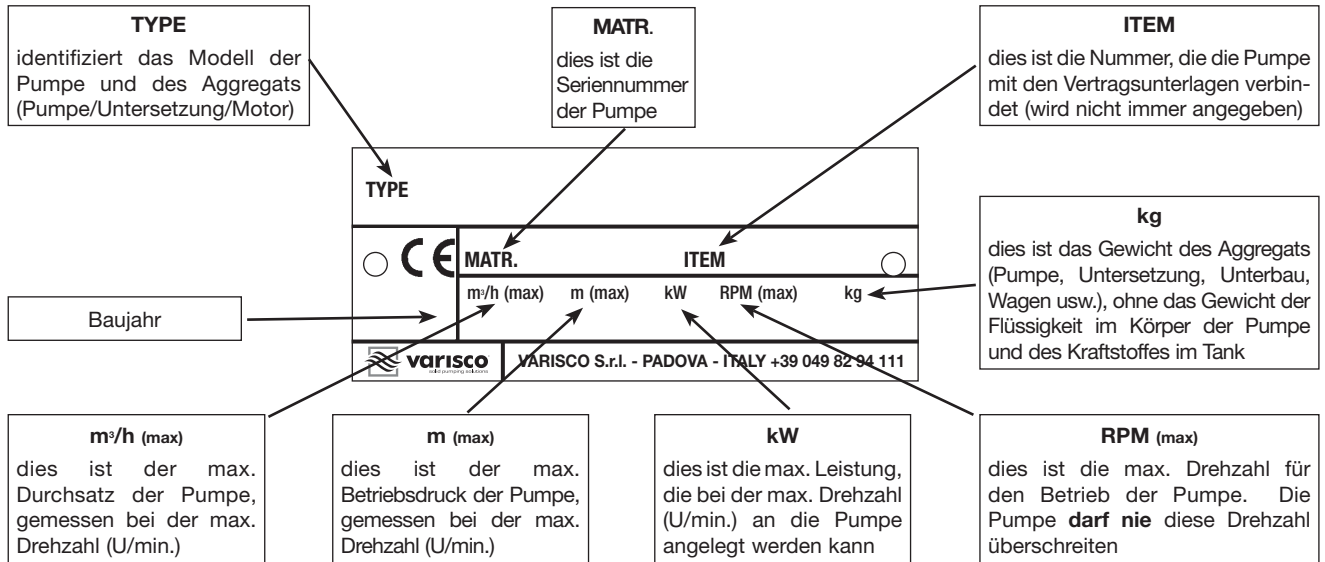 TYPE
identifiziert das Modell der
Pumpe und des Aggregats
(Pumpe/Untersetzung/Motor)
MATR.
dies ist die
Seriennummer
der Pumpe
ITEM
dies ist die Nummer, die die Pumpe
mit den Vertragsunterlagen verbin-
det (wird nicht immer angegeben)
TYPE
CE
MATR. ITEM
m³/h (max) m (max) kW RPM (max) kg
varisco
solid pumping solutions
VARISCO S.r.l. - PADOVA - ITALY +39 049 82 94 111
kg
dies ist das Gewicht des Aggregats
(Pumpe, Untersetzung, Unterbau,
Wagen usw.), ohne das Gewicht der
Flüssigkeit im Körper der Pumpe
und des Kraftstoffes im Tank
Baujahr
m³/h (max)
dies ist der max.
Durchsatz der Pumpe,
gemessen bei der max.
Drehzahl (U/min.)
m (max)
dies ist der max.
Betriebsdruck der Pumpe,
gemessen bei der max.
Drehzahl (U/min.)
kW
dies ist die max. Leistung,
die bei der max. Drehzahl
(U/min.) an die Pumpe
angelegt werden kann
RPM (max)
dies ist die max. Drehzahl für
den Betrieb der Pumpe. Die
Pumpe darf nie diese Drehzahl
überschreiten